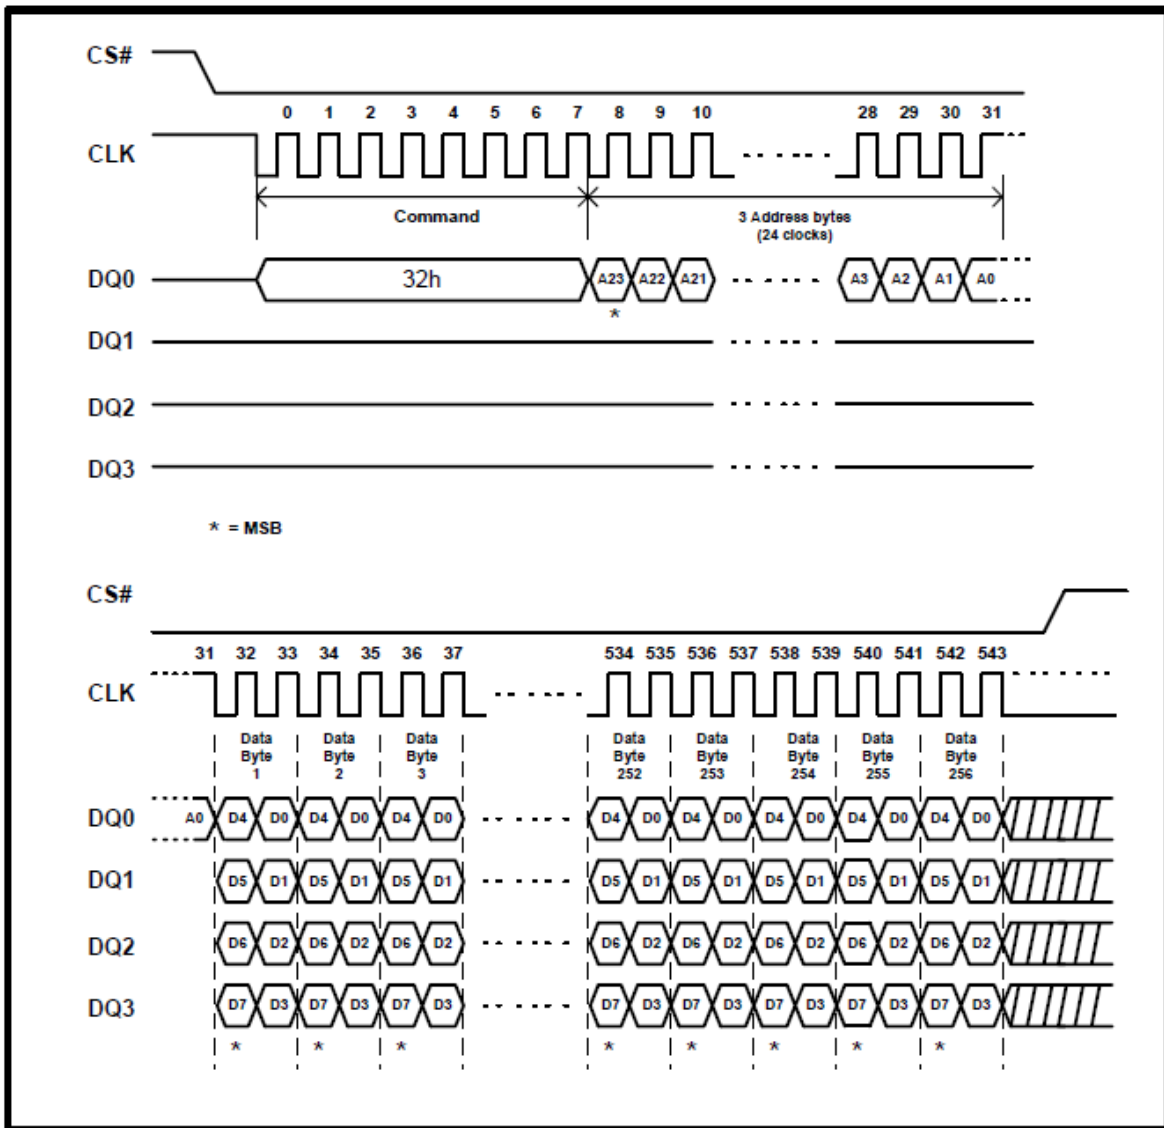 CS#
0 1 2 3 4 5 6 7 8 9 10 28 29 30 31
CLK
Command 3 Address bytes
(24 clocks)
DQ0 32h A23 A22 A21 A3 A2 A1 A0
*
DQ1
DQ2
DQ3
* = MSB
CS#
31 32 33 34 35 36 37 534 535 536 537 538 539 540 541 542 543
CLK
Data Data Data Data Data Data Data Data
Byte Byte Byte Byte Byte Byte Byte Byte
1 2 3 252 253 254 255 256
DQ0 A0 D4 D0 D4 D0 D4 D0 D4 D0 D4 D0 D4 D0 D4 D0 D4 D0
DQ1 D5 D1 D5 D1 D5 D1 D5 D1 D5 D1 D5 D1 D5 D1 D5 D1
DQ2 D6 D2 D6 D2 D6 D2 D6 D2 D6 D2 D6 D2 D6 D2 D6 D2
DQ3 D7 D3 D7 D3 D7 D3 D7 D3 D7 D3 D7 D3 D7 D3 D7 D3
* * * * * * * *